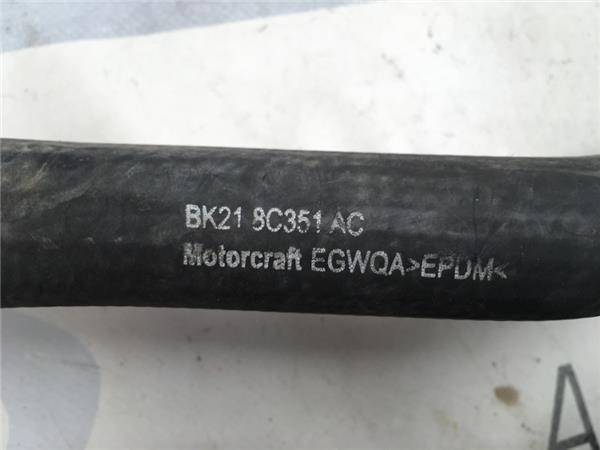 BK21 8C351 AC
Motorcraft EGWQA>EPDM<
A